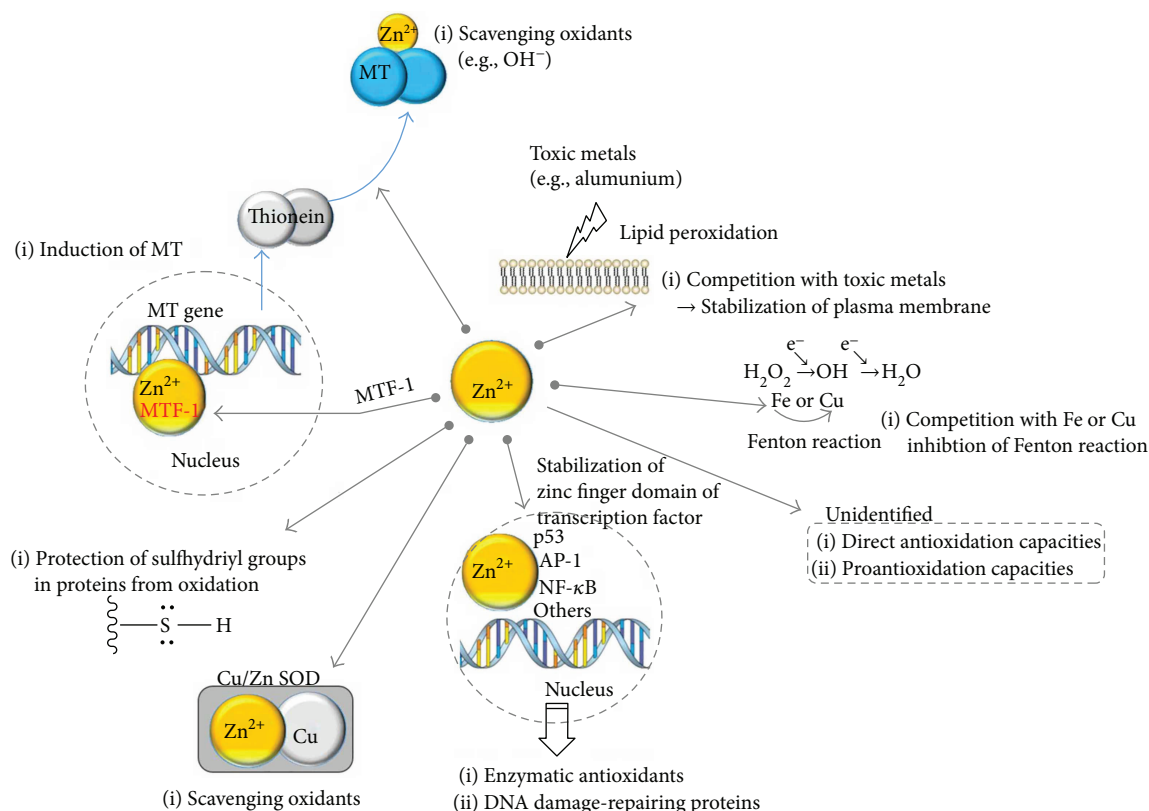 Zn²⁺
MT
(i) Scavenging oxidants
(e.g., OH⁻)
Toxic metals
(e.g., alumunium)
Lipid peroxidation
Thionein
(i) Induction of MT
(i) Competition with toxic metals
→ Stabilization of plasma membrane
MT gene
Zn²⁺
MTF-1
Nucleus
MTF-1
Zn²⁺
e⁻ e⁻
H₂O₂ → OH → H₂O
Fe or Cu
Fenton reaction
(i) Competition with Fe or Cu
inhibtion of Fenton reaction
Stabilization of
zinc finger domain of
transcription factor
Zn²⁺
p53
AP-1
NF-κB
Others
Nucleus
(i) Enzymatic antioxidants
(ii) DNA damage-repairing proteins
Unidentified
(i) Direct antioxidation capacities
(ii) Proantioxidation capacities
(i) Protection of sulfhydriyl groups
in proteins from oxidation
S H
Cu/Zn SOD
Zn²⁺ Cu
(i) Scavenging oxidants